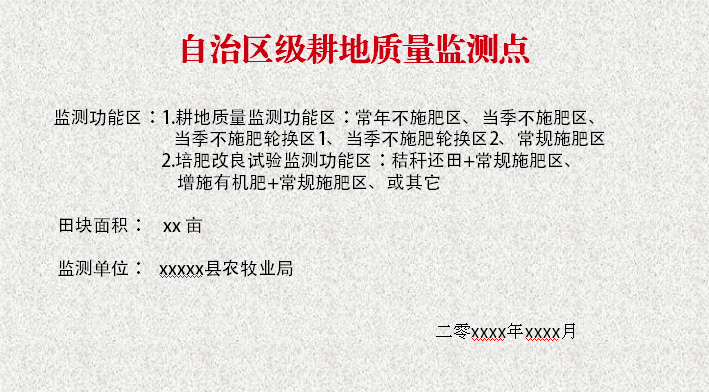 自治区级耕地质量监测点
监测功能区：1.耕地质量监测功能区：常年不施肥区、当季不施肥区、
当季不施肥轮换区1、当季不施肥轮换区2、常规施肥区
2.培肥改良试验监测功能区：秸秆还田+常规施肥区、
增施有机肥+常规施肥区、或其它
田块面积： xx 亩
监测单位： xxxxx县农牧业局
二零xxxx年xxxx月